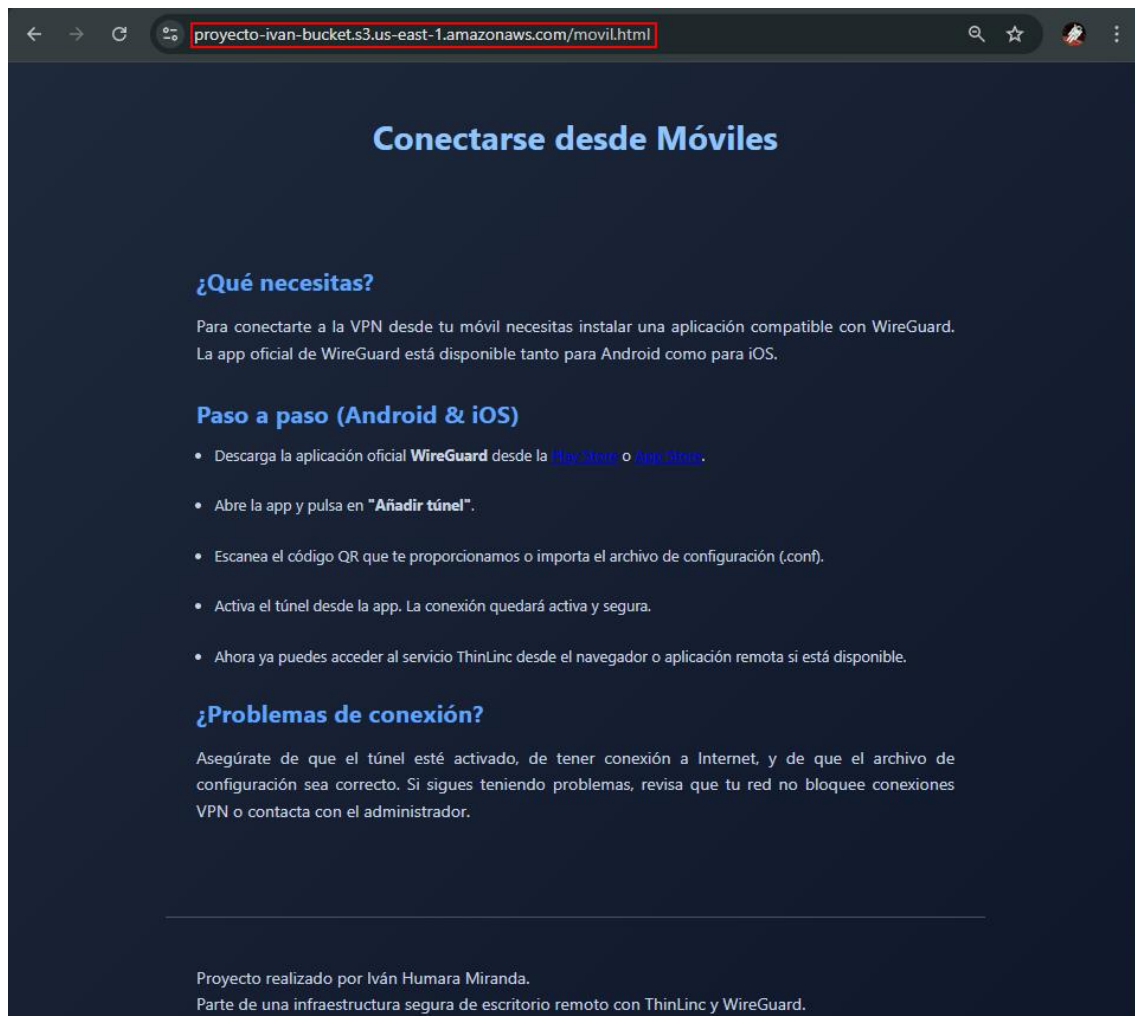 proyecto-ivan-bucket.s3.us-east-1.amazonaws.com/movil.html
Conectarse desde Móviles
¿Qué necesitas?
Para conectarte a la VPN desde tu móvil necesitas instalar una aplicación compatible con WireGuard.
La app oficial de WireGuard está disponible tanto para Android como para iOS.
Paso a paso (Android & iOS)
• Descarga la aplicación oficial WireGuard desde la Play Store o App Store.
• Abre la app y pulsa en "Añadir túnel".
• Escanea el código QR que te proporcionamos o importa el archivo de configuración (.conf).
• Activa el túnel desde la app. La conexión quedará activa y segura.
• Ahora ya puedes acceder al servicio ThinLinc desde el navegador o aplicación remota si está disponible.
¿Problemas de conexión?
Asegúrate de que el túnel esté activado, de tener conexión a Internet, y de que el archivo de
configuración sea correcto. Si sigues teniendo problemas, revisa que tu red no bloquee conexiones
VPN o contacta con el administrador.
Proyecto realizado por Iván Humara Miranda.
Parte de una infraestructura segura de escritorio remoto con ThinLinc y WireGuard.